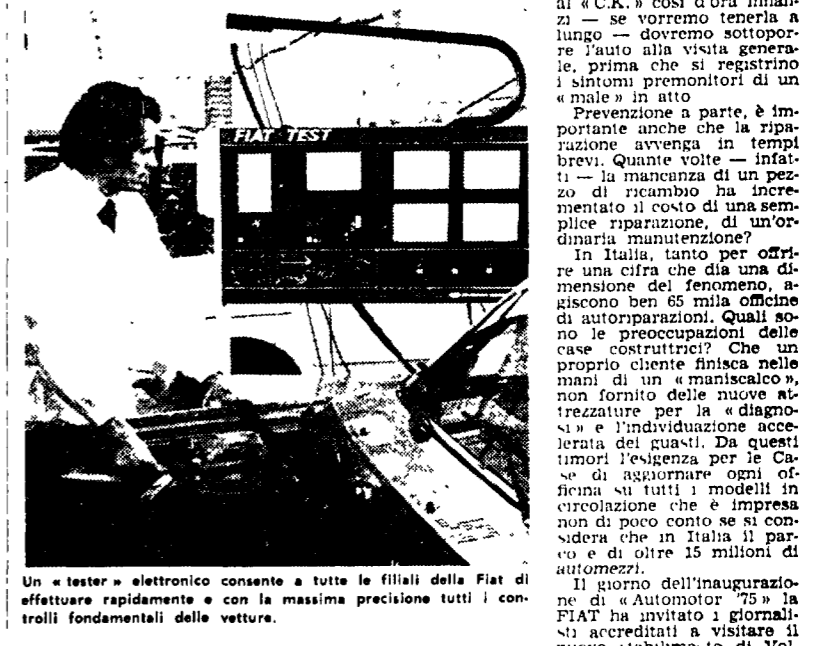 FIAT TEST
Un « tester » elettronico consente a tutte le filiali della Fiat di
effettuare rapidamente e con la massima precisione tutti i con-
trolli fondamentali delle vetture.
al « C.K. » così d'ora innan-
zi — se vorremo tenerla a
lungo — dovremo sottopor-
re l'auto alla visita genera-
le, prima che si registrino
i sintomi premonitori di un
« male » in atto
Prevenzione a parte, è im-
portante anche che la ripa-
razione avvenga in tempi
brevi. Quante volte — infat-
ti — la mancanza di un pez-
zo di ricambio ha incre-
mentato il costo di una sem-
plice riparazione, di un'or-
dinaria manutenzione?
In Italia, tanto per offri-
re una cifra che dia una di-
mensione del fenomeno, a-
giscono ben 65 mila officine
di autoriparazioni. Quali so-
no le preoccupazioni delle
case costruttrici? Che un
proprio cliente finisca nelle
mani di un « maniscalco »,
non fornito delle nuove at-
trezzature per la « diagno-
si » e l'individuazione acce-
lerata dei guasti. Da questi
timori l'esigenza per le Ca-
se di aggiornare ogni of-
ficina su tutti i modelli in
circolazione che è impresa
non di poco conto se si con-
sidera che in Italia il par-
co e di oltre 15 milioni di
automezzi.
Il giorno dell'inaugurazio-
ne di « Automotor '75 » la
FIAT ha invitato i giornali-
sti accreditati a visitare il
di Vol-